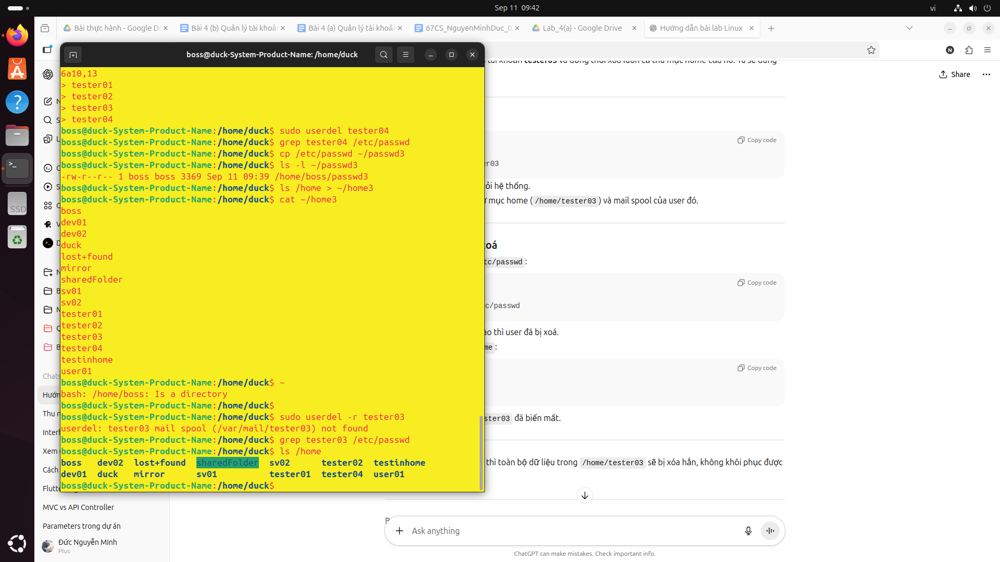 Sep 11 09:42
vi
Bài thực hành - Google Dr
Bài 4 (b) Quản lý tài khoản
Bài 4 (a) Quản lý tài khoản
67CS_NguyenMinhDuc_0
Lab_4(a) - Google Drive
Hướng dẫn bài lab Linux
boss@duck-System-Product-Name: /home/duck
N
Share
6a10,13
> tester01
> tester02
> tester03
> tester04
boss@duck-System-Product-Name:/home/duck$ sudo userdel tester04
boss@duck-System-Product-Name:/home/duck$ grep tester04 /etc/passwd
boss@duck-System-Product-Name:/home/duck$ cp /etc/passwd ~/passwd3
boss@duck-System-Product-Name:/home/duck$ ls -l ~/passwd3
-rw-r--r-- 1 boss boss 3369 Sep 11 09:39 /home/boss/passwd3
boss@duck-System-Product-Name:/home/duck$ ls /home > ~/home3
boss@duck-System-Product-Name:/home/duck$ cat ~/home3
boss
dev01
dev02
duck
lost+found
mirror
sharedFolder
sv01
sv02
tester01
tester02
tester03
tester04
testinhome
user01
boss@duck-System-Product-Name:/home/duck$ ~
bash: /home/boss: Is a directory
boss@duck-System-Product-Name:/home/duck$
boss@duck-System-Product-Name:/home/duck$ sudo userdel -r tester03
userdel: tester03 mail spool (/var/mail/tester03) not found
boss@duck-System-Product-Name:/home/duck$ grep tester03 /etc/passwd
boss@duck-System-Product-Name:/home/duck$ ls /home
boss dev02 lost+found sharedFolder sv02 tester02 testinhome
dev01 duck mirror sv01 tester01 tester04 user01
boss@duck-System-Product-Name:/home/duck$
Copy code
er03
ỏi hệ thống.
mục home ( /home/tester03 ) và mail spool của user đó.
xoá
tc/passwd :
Copy code
c/passwd
ào thì user đã bị xoá.
me :
Copy code
ster03 đã biến mất.
thì toàn bộ dữ liệu trong /home/tester03 sẽ bị xóa hẳn, không khôi phục được
SSD
Chats
Hướn
Thu
Interf
Xem
Cách
Flutte
MVC vs API Controller
Parameters trong dự án
Đức Nguyễn MInh
Plus
Ask anything
ChatGPT can make mistakes. Check important info.